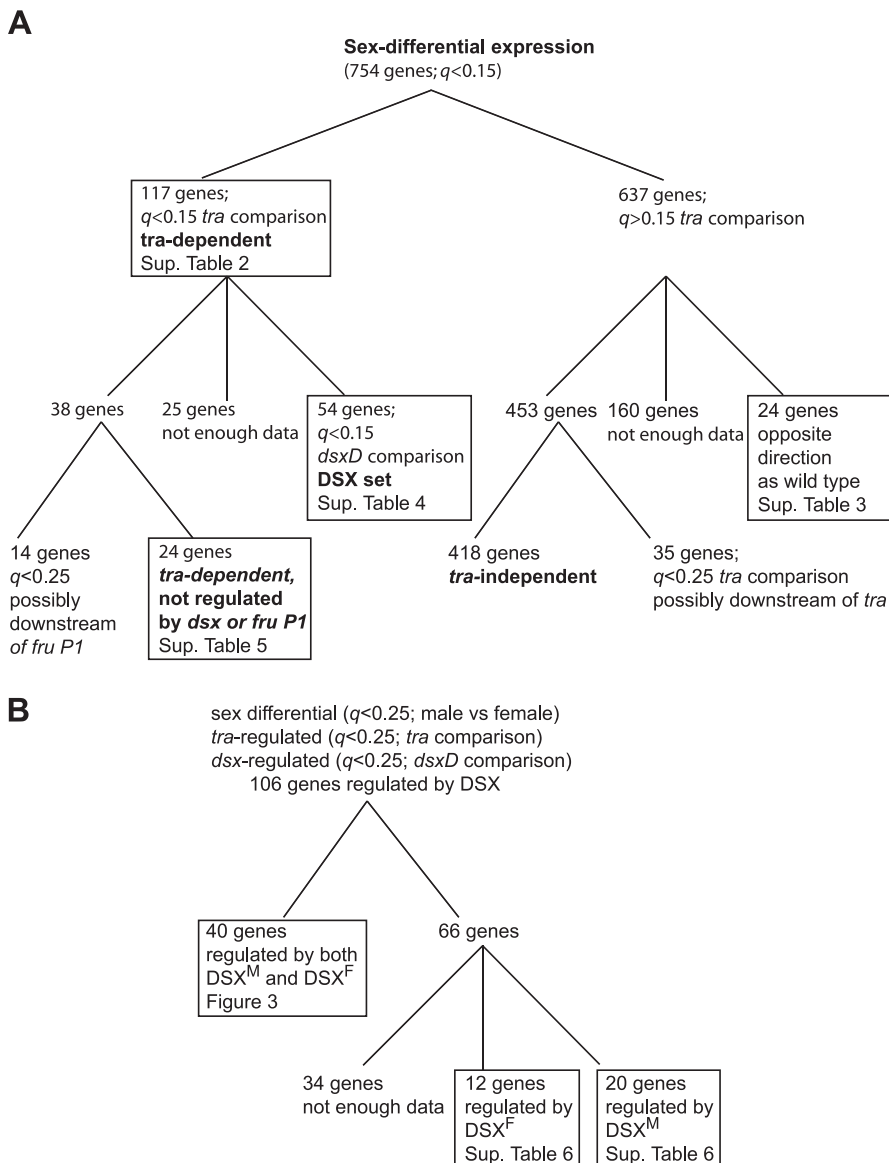 A
Sex-differential expression
(754 genes; q<0.15)
117 genes;
q<0.15 tra comparison
tra-dependent
Sup. Table 2
637 genes;
q>0.15 tra comparison
38 genes
25 genes
not enough data
54 genes;
q<0.15
dsxD comparison
DSX set
Sup. Table 4
453 genes
160 genes
not enough data
24 genes
opposite
direction
as wild type
Sup. Table 3
14 genes
q<0.25
possibly
downstream
of fru P1
24 genes
tra-dependent,
not regulated
by dsx or fru P1
Sup. Table 5
418 genes
tra-independent
35 genes;
q<0.25 tra comparison
possibly downstream of tra
B
sex differential (q<0.25; male vs female)
tra-regulated (q<0.25; tra comparison)
dsx-regulated (q<0.25; dsxD comparison)
106 genes regulated by DSX
40 genes
regulated by both
DSX^M and DSX^F
Figure 3
66 genes
34 genes
not enough data
12 genes
regulated by
DSX^F
Sup. Table 6
20 genes
regulated by
DSX^M
Sup. Table 6